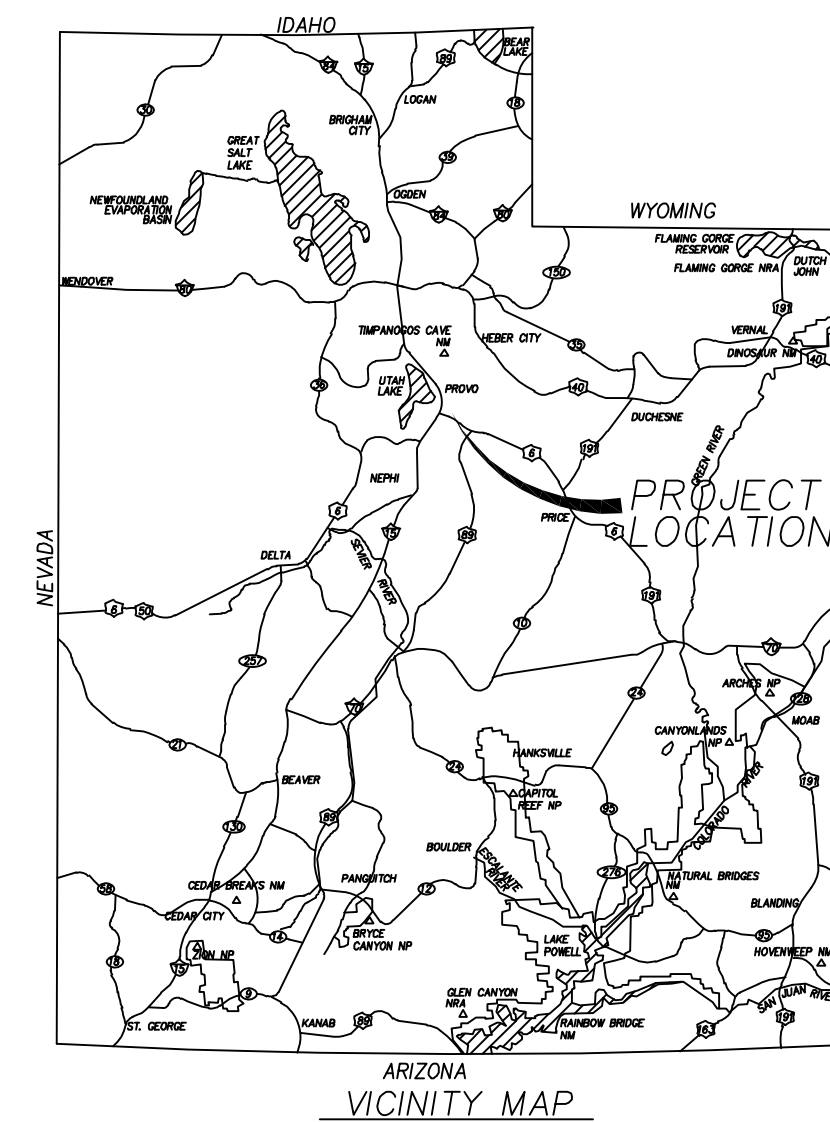 IDAHO
BEAR
LAKE
84
15
89
30
LOGAN
18
BRIGHAM
CITY
GREAT
SALT
LAKE
39
NEWFOUNDLAND
EVAPORATION
BASIN
OGDEN
84
80
WYOMING
FLAMING GORGE
RESERVOIR
FLAMING GORGE NRA
DUTCH
JOHN
WENDOVER
80
150
191
TIMPANOGOS CAVE
NM
HEBER CITY
35
VERNAL
DINOSAUR NM
40
36
UTAH
LAKE
PROVO
40
DUCHESNE
6
191
GREEN RIVER
NEPHI
PROJECT
LOCATION
6
PRICE
15
89
6
NEVADA
DELTA
SEVIER
RIVER
6
50
191
10
257
70
ARCHES NP
24
128
MOAB
70
21
CANYONLANDS
NP
HANKSVILLE
24
BEAVER
CAPITOL
REEF NP
RIVER
191
95
89
130
COLORADO
BOULDER
ESCALANTE
RIVER
276
NATURAL BRIDGES
NM
PANGUITCH
58
CEDAR BREAKS NM
12
BLANDING
CEDAR CITY
14
BRYCE
CANYON NP
95
LAKE
POWELL
HOVENWEEP NM
18
ZION NP
15
9
GLEN CANYON
NRA
SAN JUAN RIVE
ST. GEORGE
KANAB
89
RAINBOW BRIDGE
NM
163
191
ARIZONA
VICINITY MAP